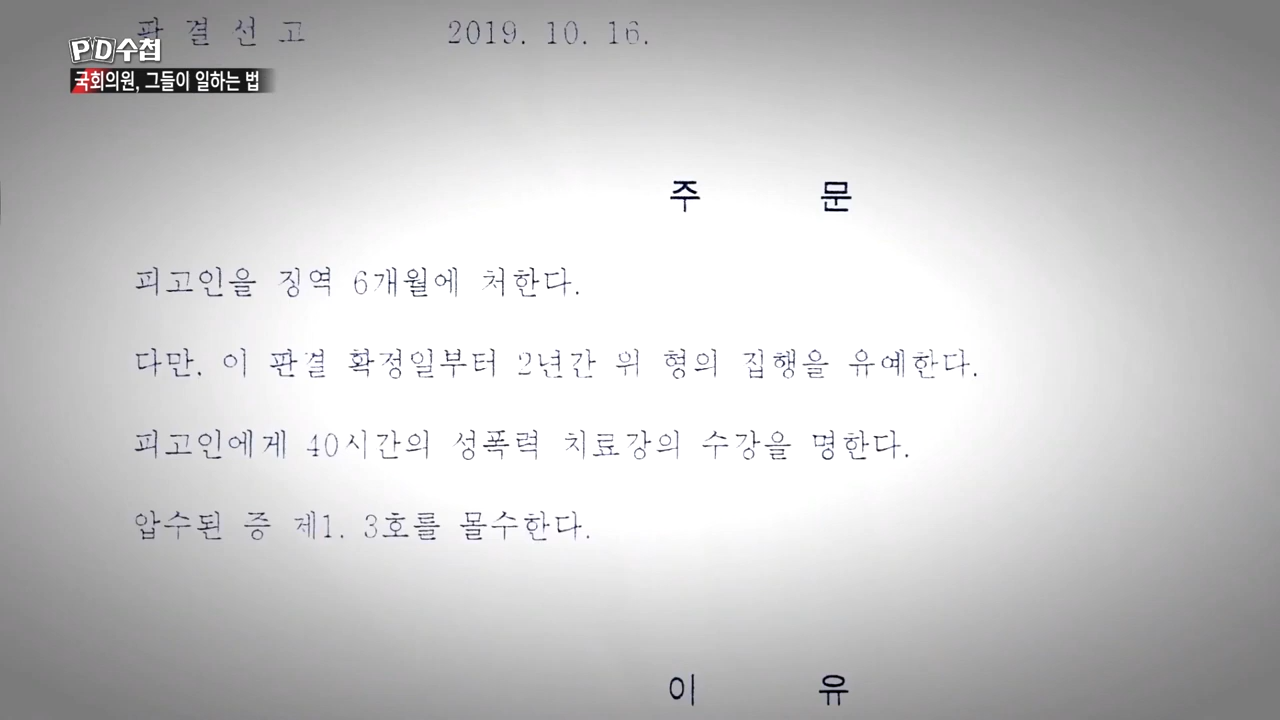 판 결 선 고 2019. 10. 16.
PD수첩
국회의원, 그들이 일하는 법
주 문
피고인을 징역 6개월에 처한다.
다만, 이 판결 확정일부터 2년간 위 형의 집행을 유예한다.
피고인에게 40시간의 성폭력 치료강의 수강을 명한다.
압수된 증 제1, 3호를 몰수한다.
이 유